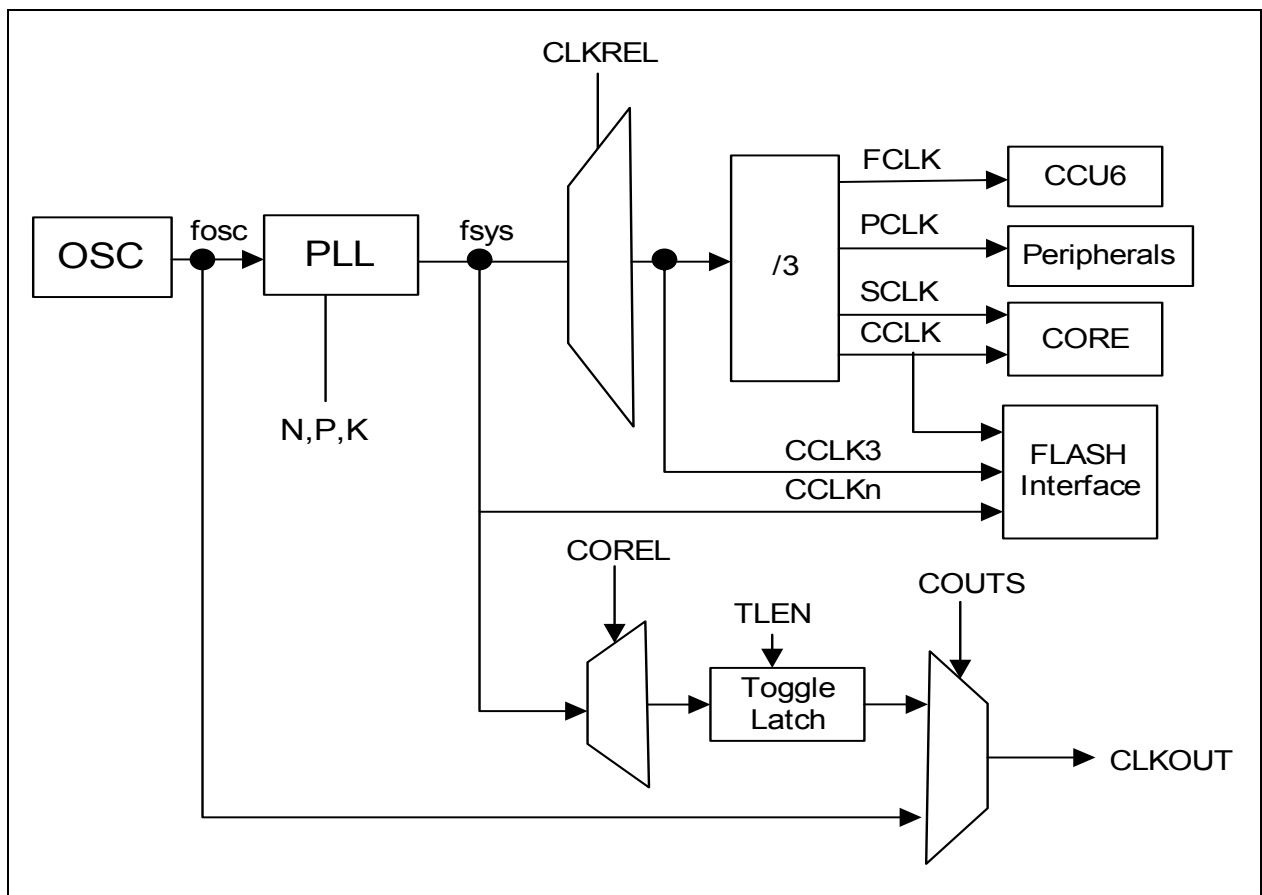 CLKREL
FCLK
CCU6
OSC
fosc
PLL
fsys
/3
PCLK
Peripherals
SCLK
CCLK
CORE
N,P,K
CCLK3
CCLKn
FLASH
Interface
COREL
TLEN
COUTS
Toggle
Latch
CLKOUT